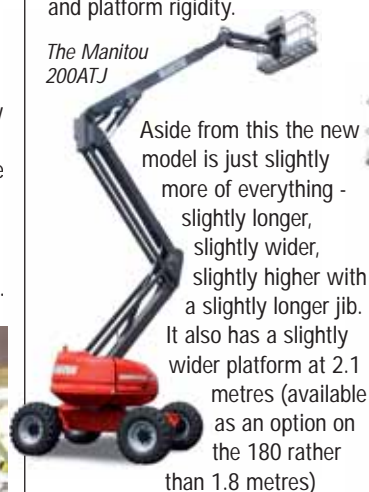 and platform rigidity.
The Manitou
200ATJ
Aside from this the new
model is just slightly
more of everything -
slightly longer,
slightly wider,
slightly higher with
a slightly longer jib.
It also has a slightly
wider platform at 2.1
metres (available
as an option on
the 180 rather
than 1.8 metres)